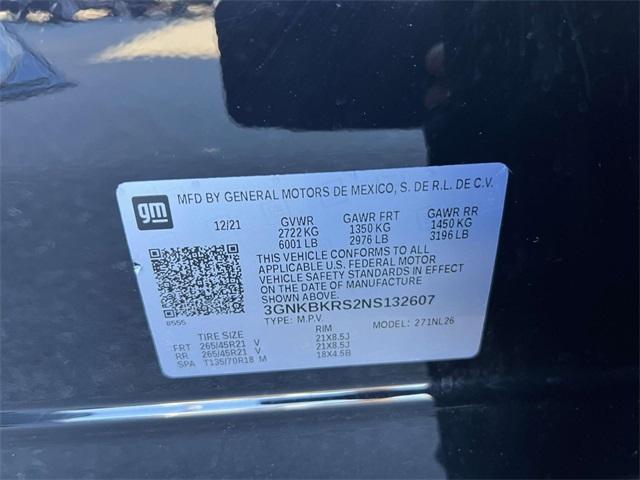 gm
MFD BY GENERAL MOTORS DE MEXICO, S. DE R.L. DE C.V.
12/21 GVWR GAWR FRT GAWR RR
2722 KG 1350 KG 1450 KG
6001 LB 2976 LB 3196 LB
THIS VEHICLE CONFORMS TO ALL
APPLICABLE U.S. FEDERAL MOTOR
VEHICLE SAFETY STANDARDS IN EFFECT
ON THE DATE OF MANUFACTURE
SHOWN ABOVE.
3GNKBKRS2NS132607
8555
TYPE: M.P.V. MODEL: 271NL26
TIRE SIZE RIM
FRT 265/45R21 V 21X8.5J
RR 265/45R21 V 21X8.5J
SPA T135/70R18 M 18X4.5B